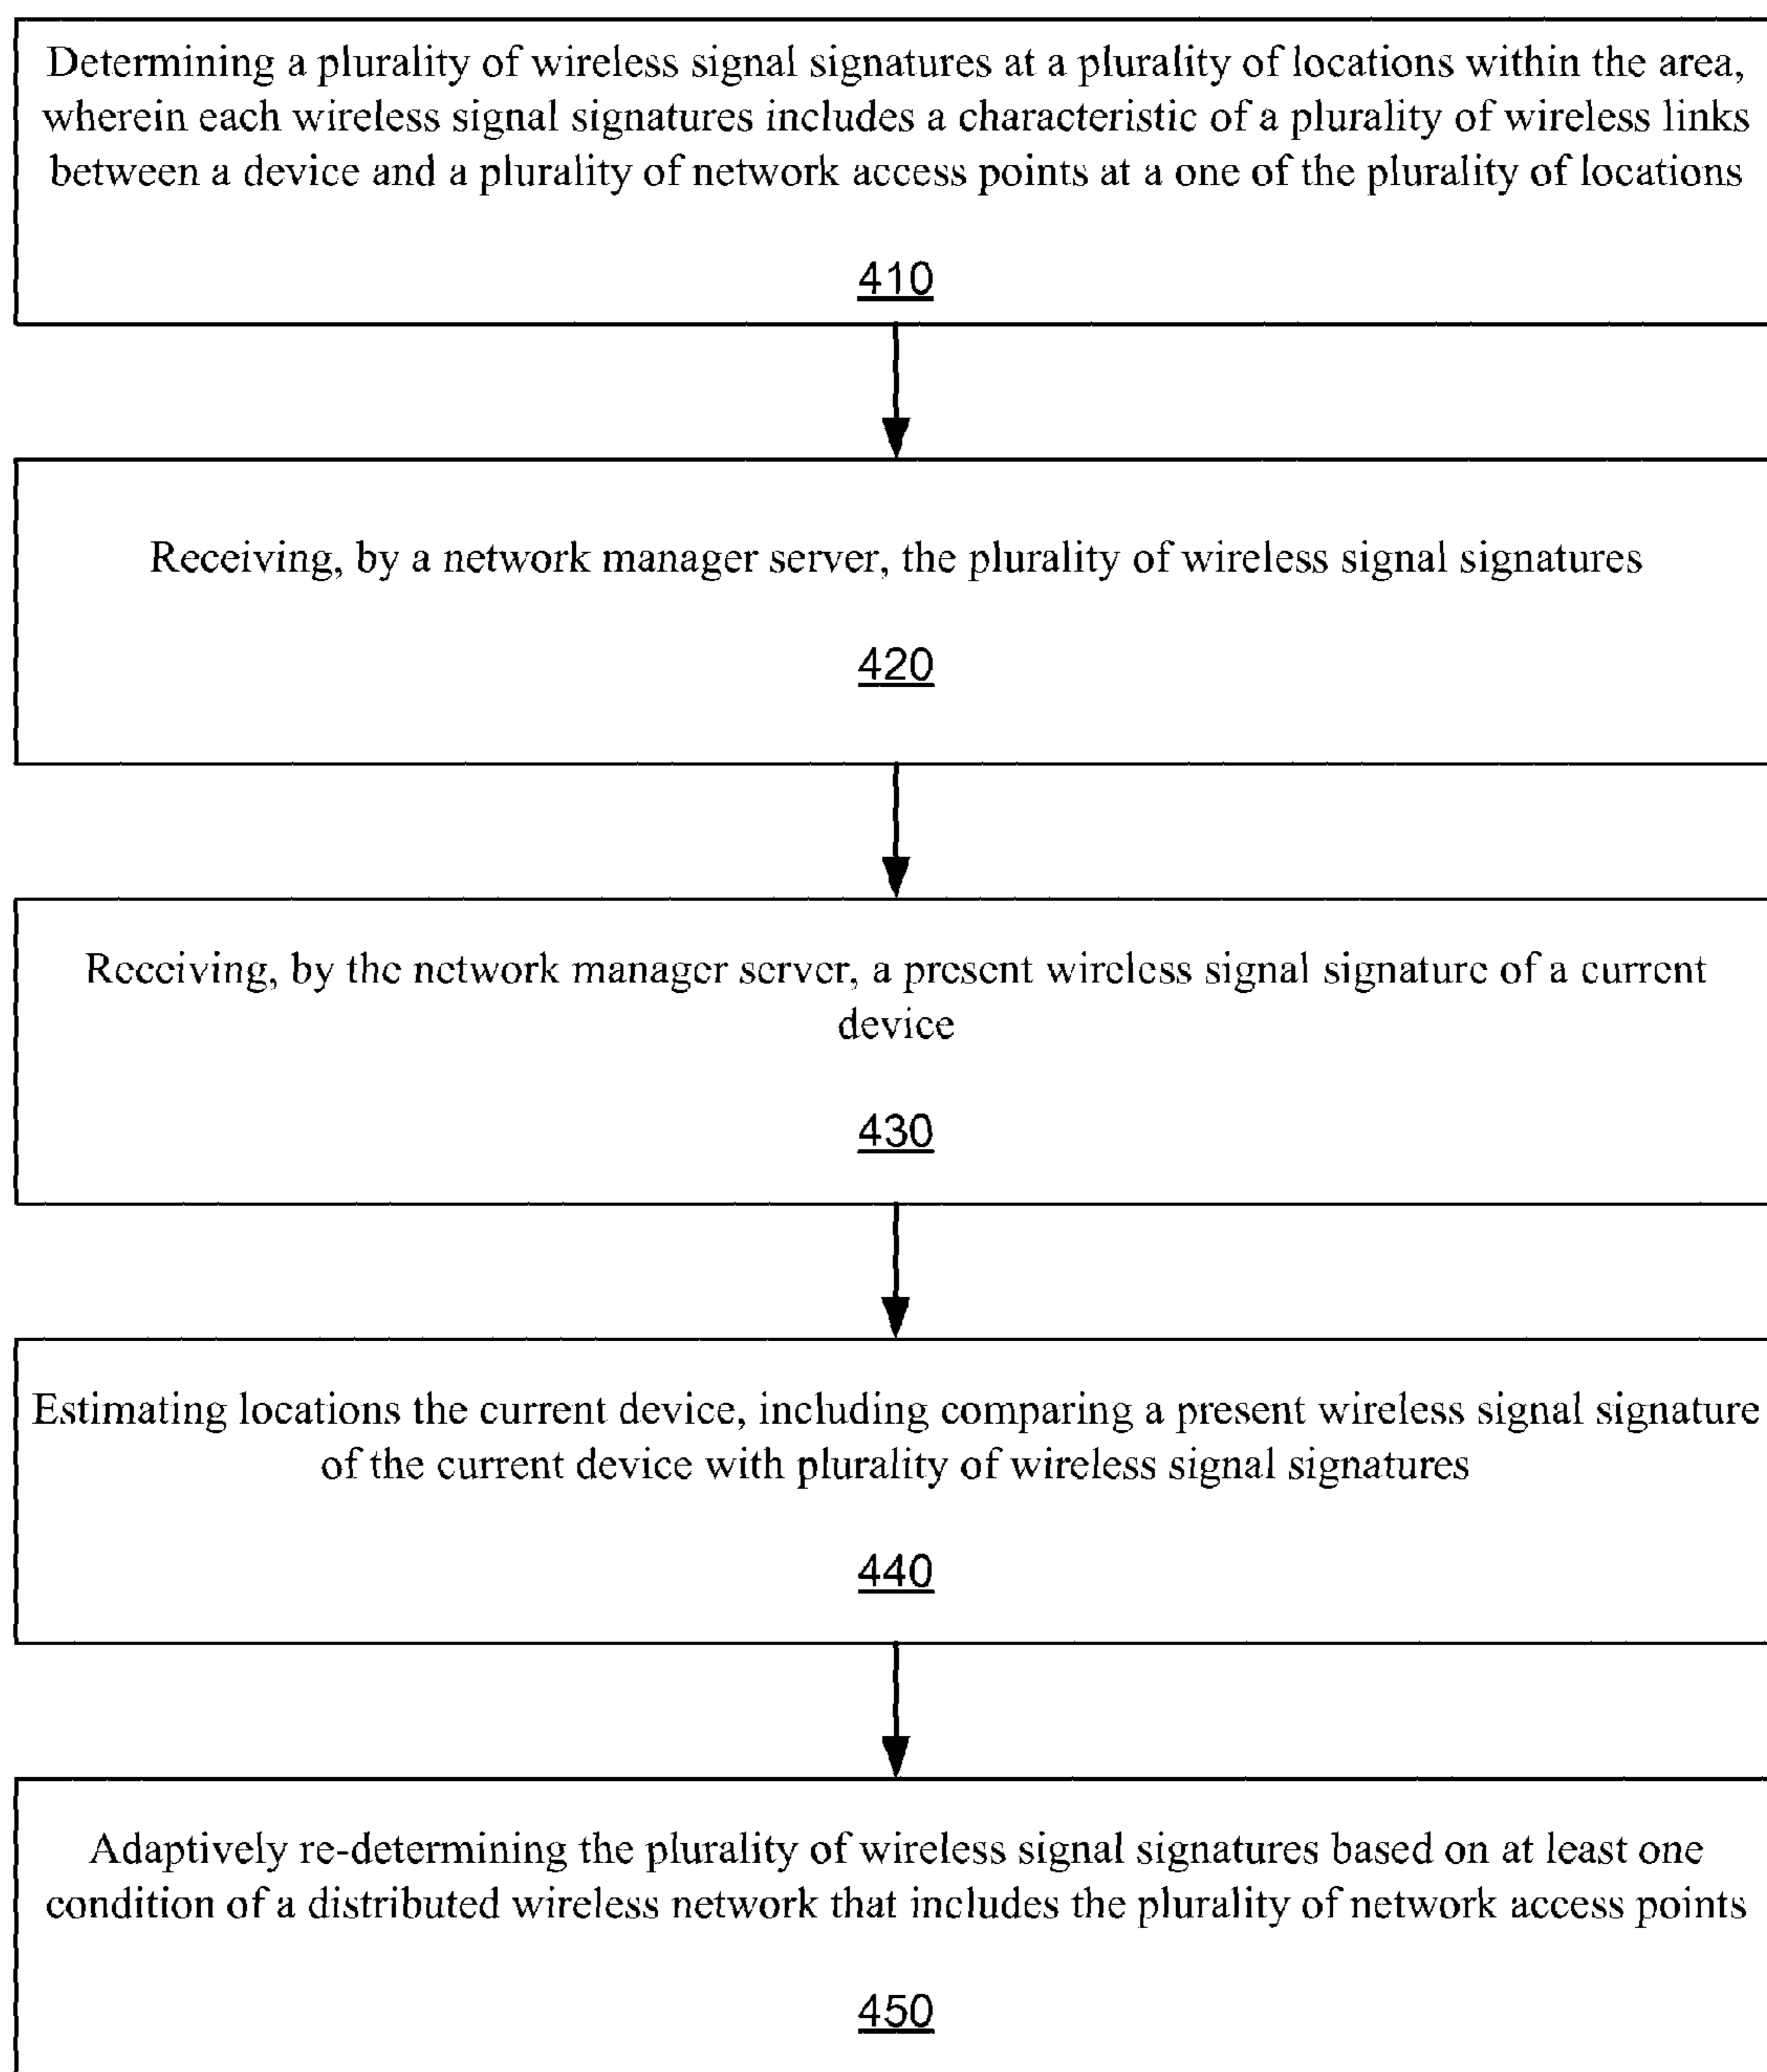 Determining a plurality of wireless signal signatures at a plurality of locations within the area,
wherein each wireless signal signatures includes a characteristic of a plurality of wireless links
between a device and a plurality of network access points at a one of the plurality of locations
410
Receiving, by a network manager server, the plurality of wireless signal signatures
420
Receiving, by the network manager server, a present wireless signal signature of a current
device
430
Estimating locations the current device, including comparing a present wireless signal signature
of the current device with plurality of wireless signal signatures
440
Adaptively re-determining the plurality of wireless signal signatures based on at least one
condition of a distributed wireless network that includes the plurality of network access points
450